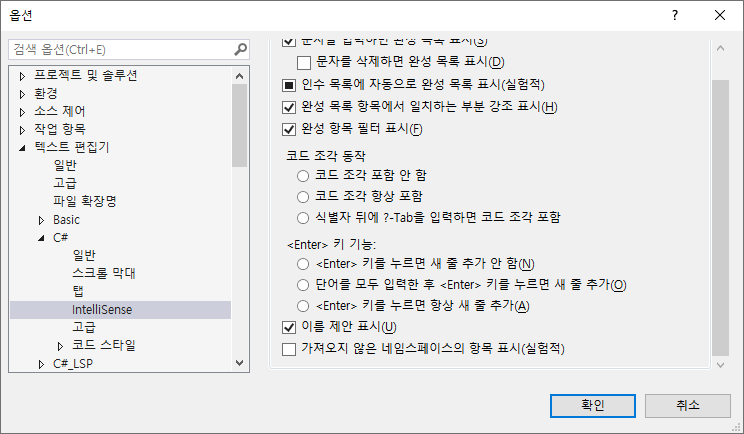 옵션
검색 옵션(Ctrl+E)
프로젝트 및 솔루션
환경
소스 제어
작업 항목
텍스트 편집기
일반
고급
파일 확장명
Basic
C#
일반
스크롤 막대
탭
IntelliSense
고급
코드 스타일
C#_LSP
문자를 입력하면 완성 목록 표시(S)
문자를 삭제하면 완성 목록 표시(D)
인수 목록에 자동으로 완성 목록 표시(실험적)
완성 목록 항목에서 일치하는 부분 강조 표시(H)
완성 항목 필터 표시(F)
코드 조각 동작
코드 조각 포함 안 함
코드 조각 항상 포함
식별자 뒤에 ?-Tab을 입력하면 코드 조각 포함
<Enter> 키 기능:
<Enter> 키를 누르면 새 줄 추가 안 함(N)
단어를 모두 입력한 후 <Enter> 키를 누르면 새 줄 추가(O)
<Enter> 키를 누르면 항상 새 줄 추가(A)
이름 제안 표시(U)
가져오지 않은 네임스페이스의 항목 표시(실험적)
확인
취소